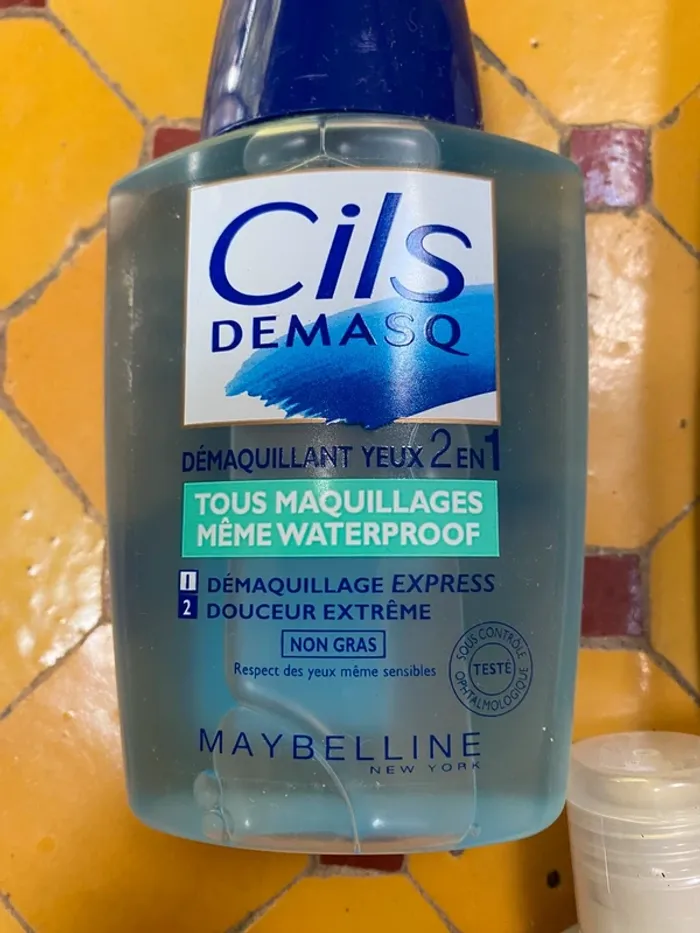 Cils
DEMASQ
DÉMAQUILLANT YEUX 2 EN 1
TOUS MAQUILLAGES
MÊME WATERPROOF
1 DÉMAQUILLAGE EXPRESS
2 DOUCEUR EXTRÊME
NON GRAS
Respect des yeux même sensibles
SOUS CONTRÔLE
TESTÉ
OPHTALMOLOGIQUE
MAYBELLINE
NEW YORK